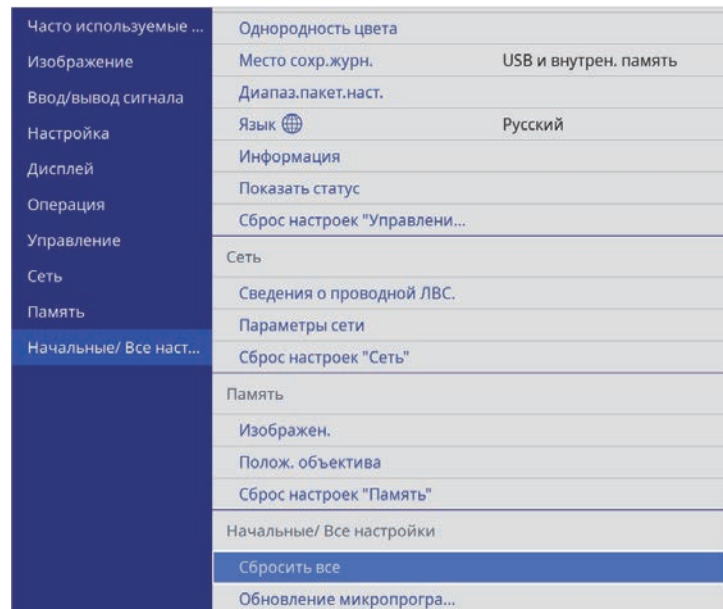 Часто используемые ...
Изображение
Ввод/вывод сигнала
Настройка
Дисплей
Операция
Управление
Сеть
Память
Начальные/ Все наст...
Однородность цвета
Место сохр.журн. USB и внутрен. память
Диапаз.пакет.наст.
Язык Русский
Информация
Показать статус
Сброс настроек "Управлени...
Сеть
Сведения о проводной ЛВС.
Параметры сети
Сброс настроек "Сеть"
Память
Изображен.
Полож. объектива
Сброс настроек "Память"
Начальные/ Все настройки
Сбросить все
Обновление микропрогра...